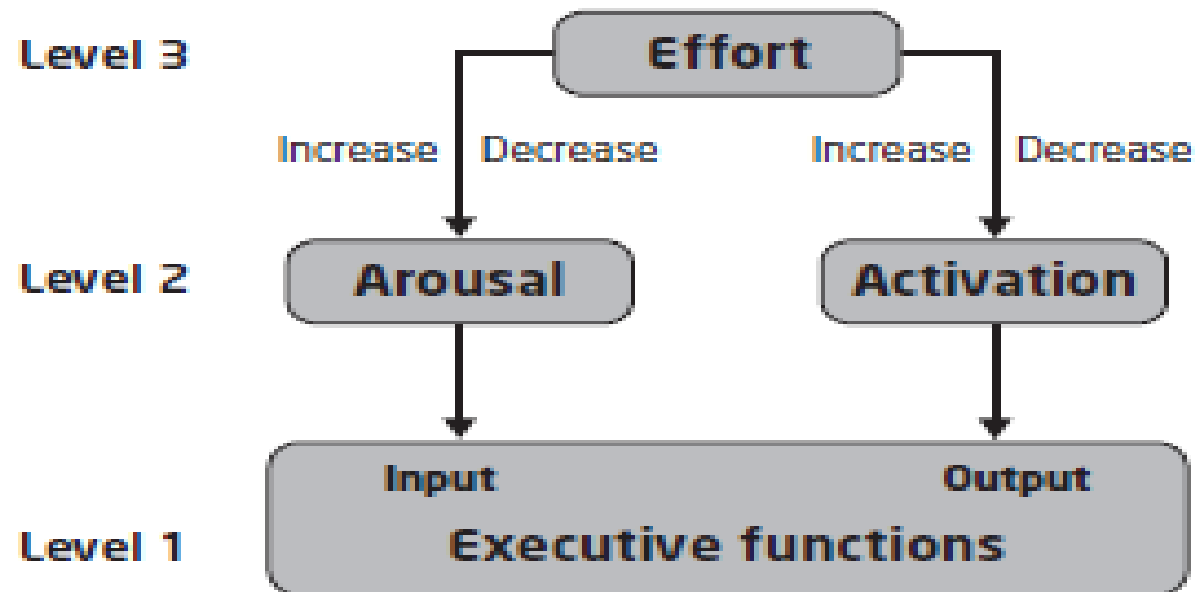 Level 3 Effort
Increase Decrease Increase Decrease
Level 2 Arousal Activation
Input Output
Level 1 Executive functions